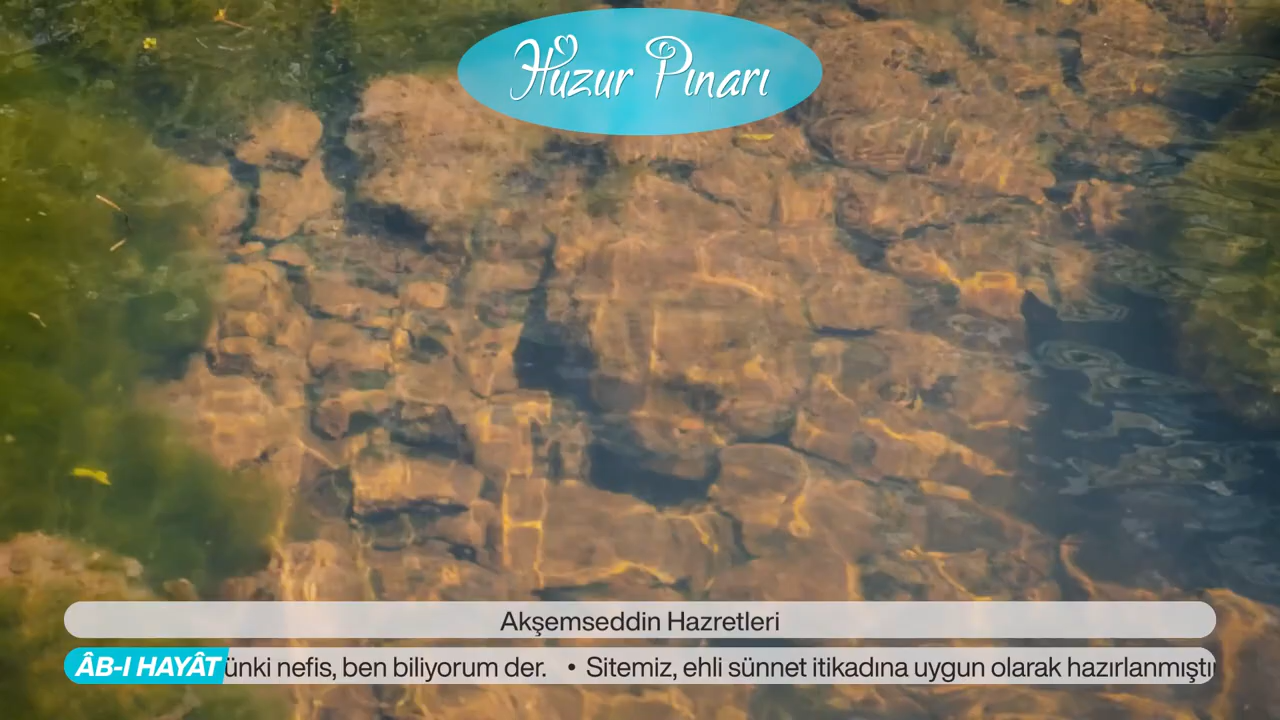 Huzur Pınarı
Akşemseddin Hazretleri
ÂB-I HAYÂT ünki nefis, ben biliyorum der. • Sitemiz, ehli sünnet itikadına uygun olarak hazırlanmıştı